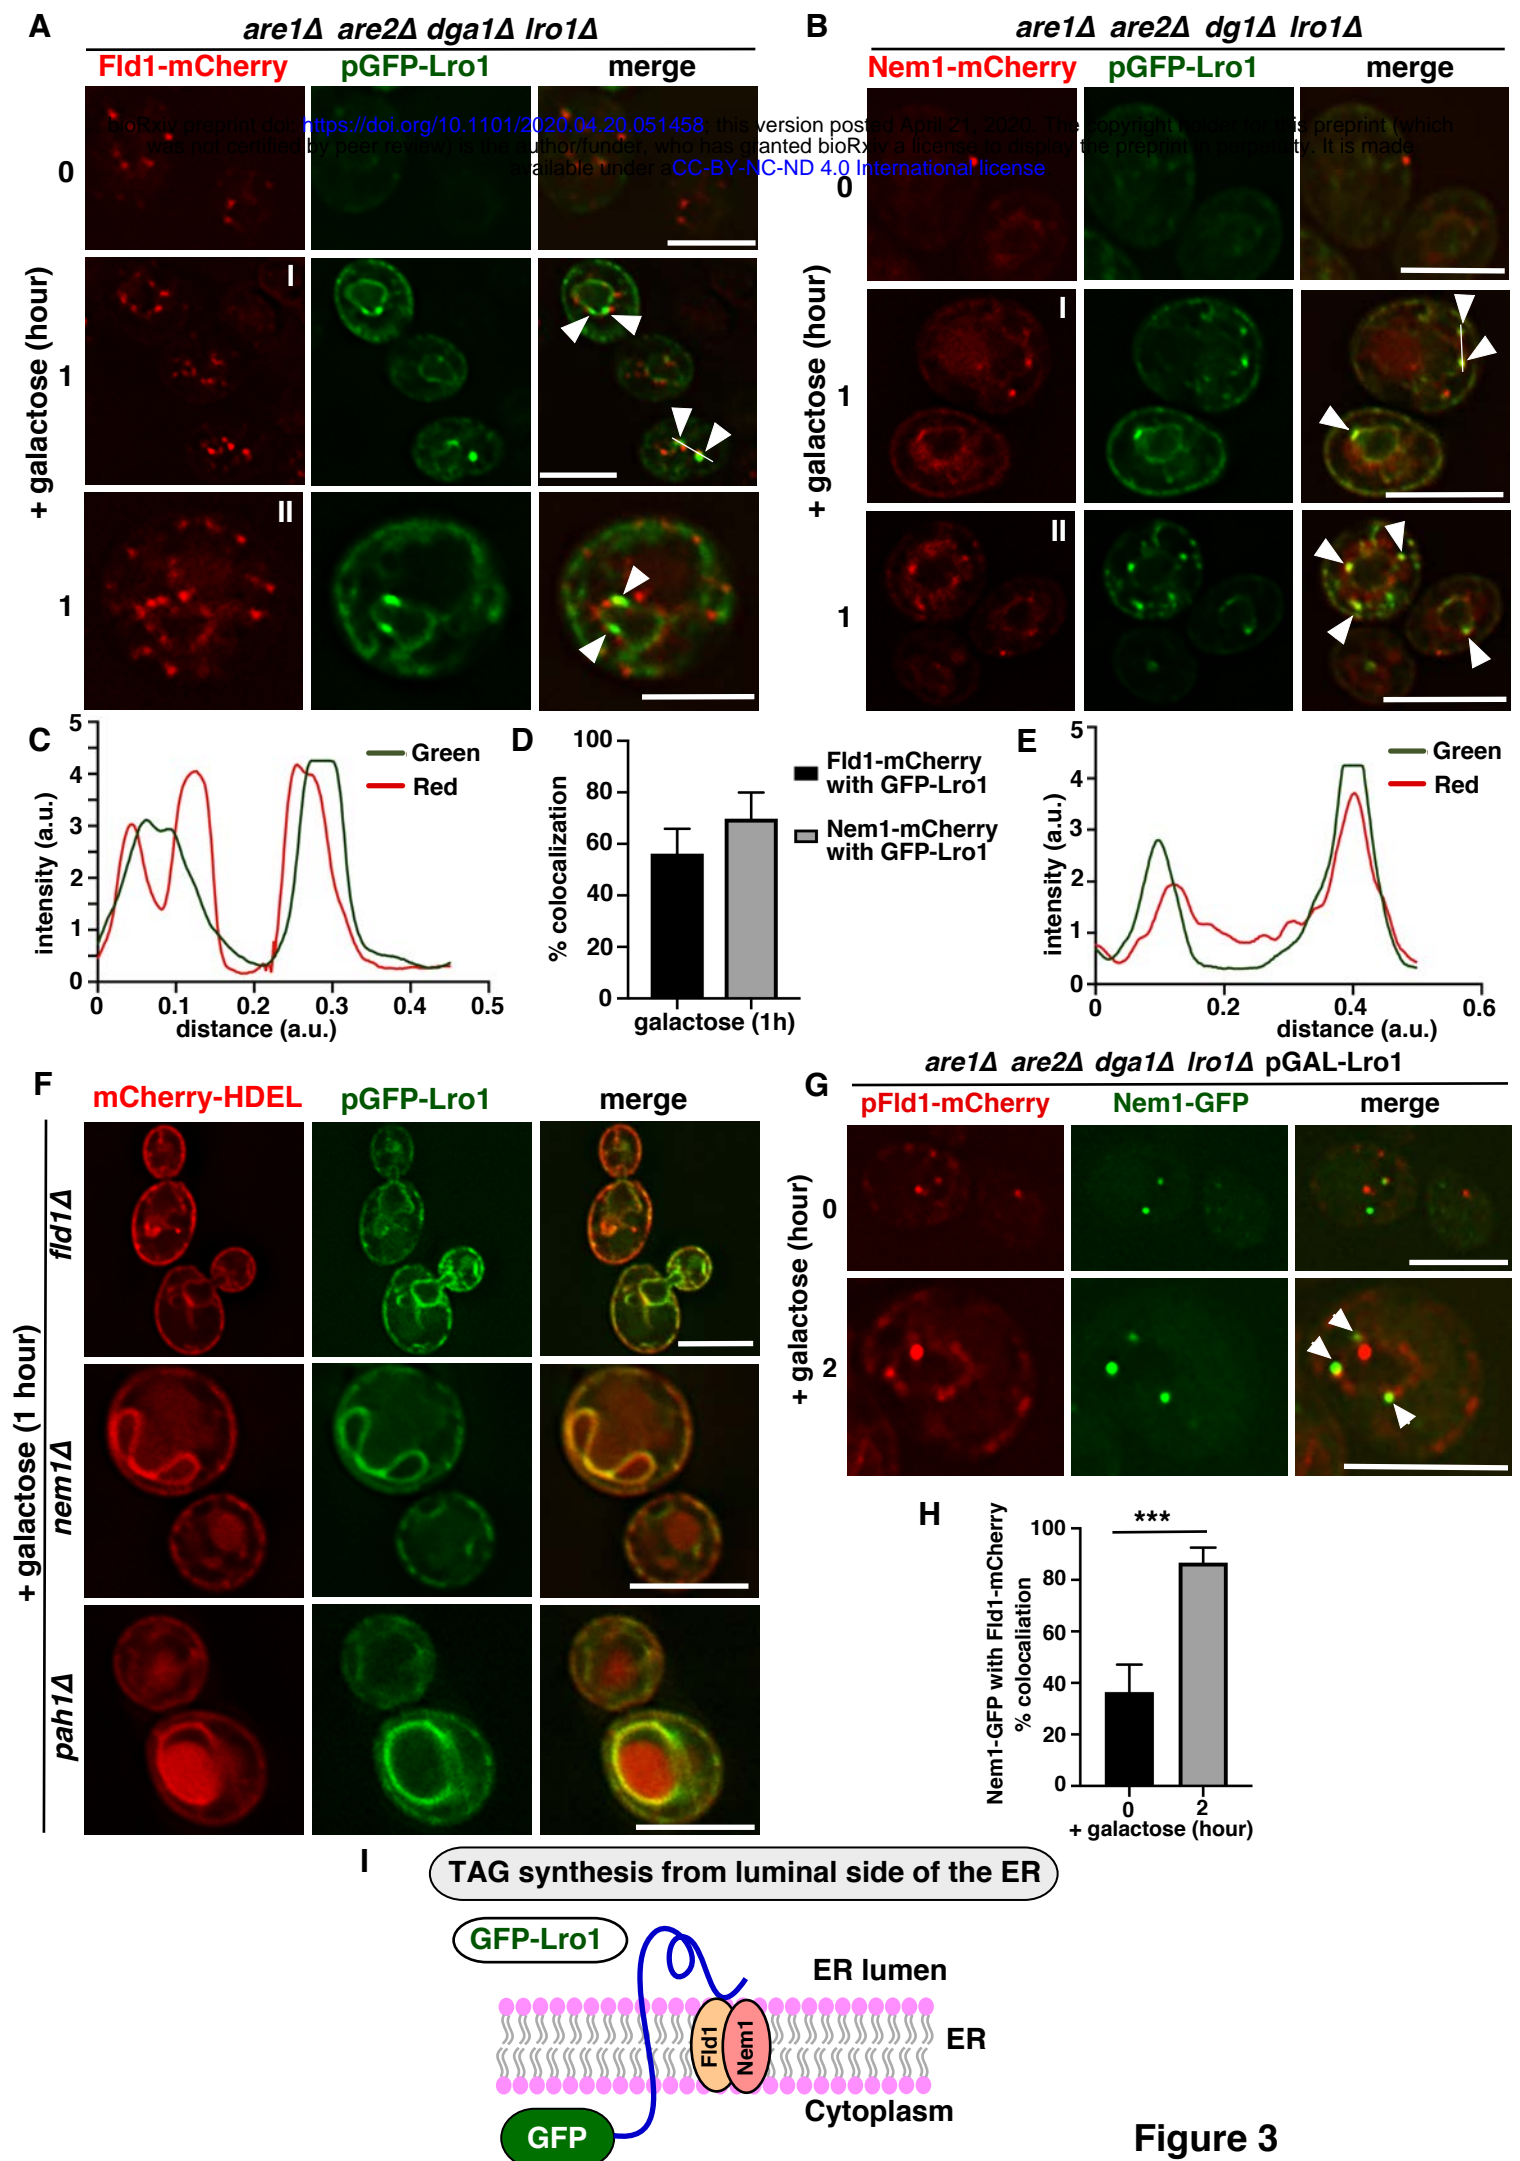 A
are1Δ are2Δ dga1Δ lro1Δ
Fld1-mCherry pGFP-Lro1 merge
B
are1Δ are2Δ dg1Δ lro1Δ
Nem1-mCherry pGFP-Lro1 merge
bioRxiv preprint doi: https://doi.org/10.1101/2020.04.20.051458; this version posted April 21, 2020. The copyright holder for this preprint (which
was not certified by peer review) is the author/funder, who has granted bioRxiv a license to display the preprint in perpetuity. It is made
available under aCC-BY-NC-ND 4.0 International license
+ galactose (hour)
0
1
I
1
II
+ galactose (hour)
0
1
I
1
II
C
intensity (a.u.)
5
4
3
2
1
0
0 0.1 0.2 0.3 0.4 0.5
distance (a.u.)
Green
Red
D
% colocalization
100
80
60
40
20
0
galactose (1h)
Fld1-mCherry
with GFP-Lro1
Nem1-mCherry
with GFP-Lro1
E
intensity (a.u.)
5
4
3
2
1
0
0 0.2 0.4 0.6
distance (a.u.)
Green
Red
F
mCherry-HDEL pGFP-Lro1 merge
+ galactose (1 hour)
fld1Δ
nem1Δ
pah1Δ
G
are1Δ are2Δ dga1Δ lro1Δ pGAL-Lro1
pFld1-mCherry Nem1-GFP merge
+ galactose (hour)
0
2
H
Nem1-GFP with Fld1-mCherry
% colocaliation
100
80
60
40
20
0
***
0 2
+ galactose (hour)
I
TAG synthesis from luminal side of the ER
GFP-Lro1
ER lumen
Fld1
Nem1
ER
Cytoplasm
GFP
Figure 3